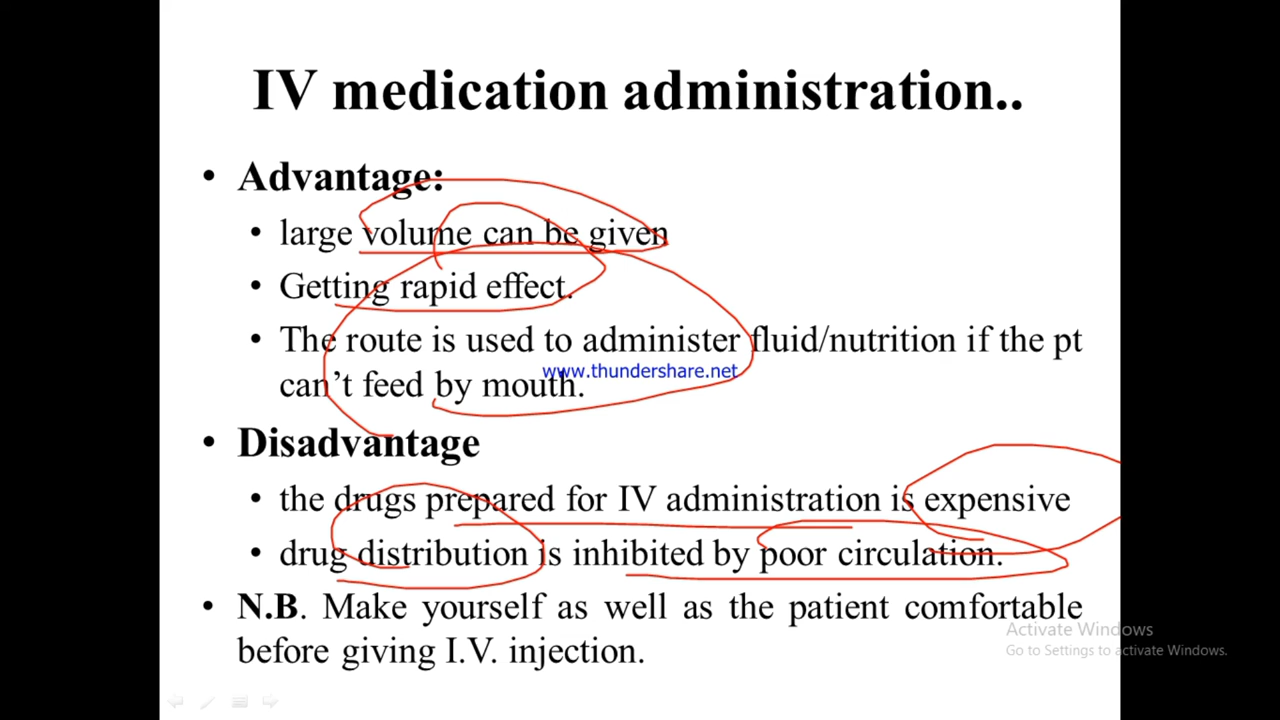 IV medication administration..
• Advantage:
• large volume can be given
• Getting rapid effect.
• The route is used to administer fluid/nutrition if the pt
www.thundershare.net
can't feed by mouth.
• Disadvantage
• the drugs prepared for IV administration is expensive
• drug distribution is inhibited by poor circulation.
• N.B. Make yourself as well as the patient comfortable
before giving I.V. injection.
Activate Windows
Go to Settings to activate Windows.